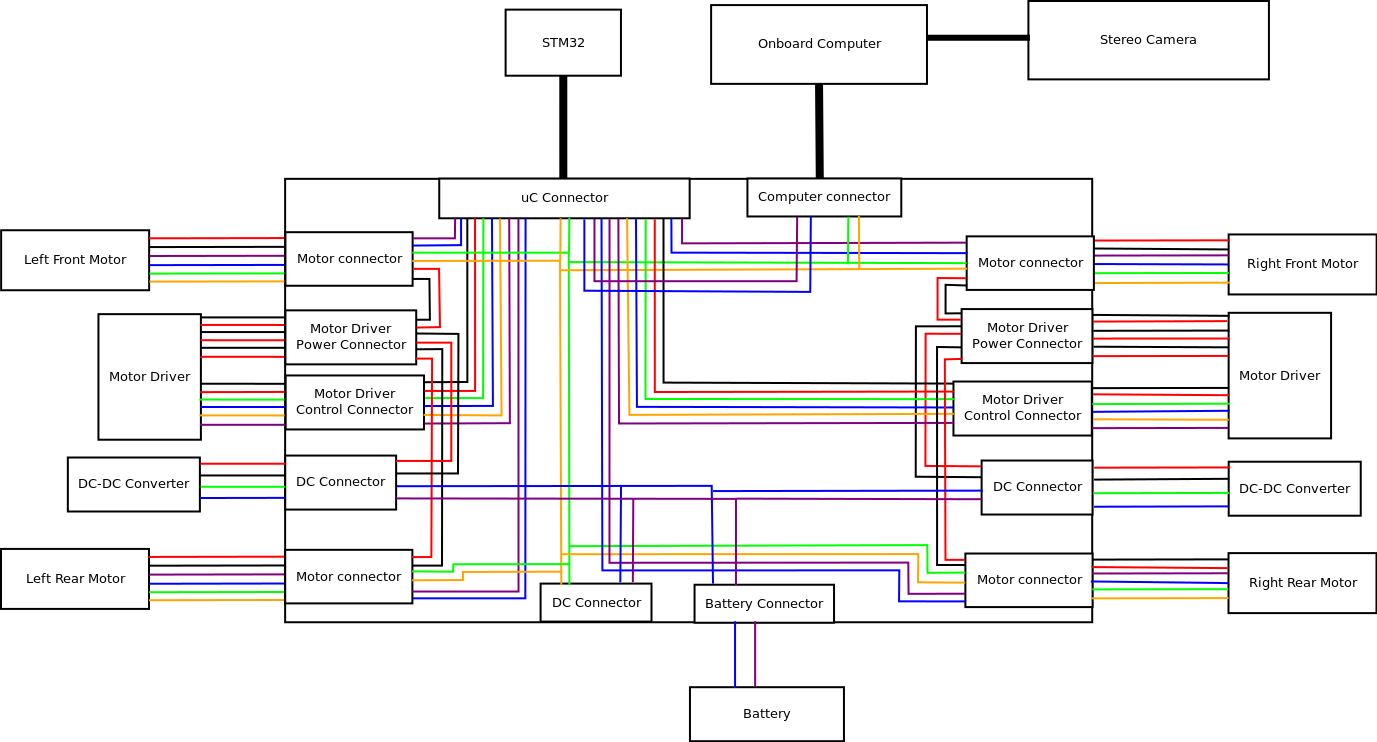 STM32
Onboard Computer
Stereo Camera
uC Connector
Computer connector
Left Front Motor
Motor connector
Motor connector
Right Front Motor
Motor Driver
Motor Driver
Power Connector
Motor Driver
Power Connector
Motor Driver
Motor Driver
Control Connector
Motor Driver
Control Connector
DC-DC Converter
DC Connector
DC Connector
DC-DC Converter
Left Rear Motor
Motor connector
DC Connector
Battery Connector
Motor connector
Right Rear Motor
Battery